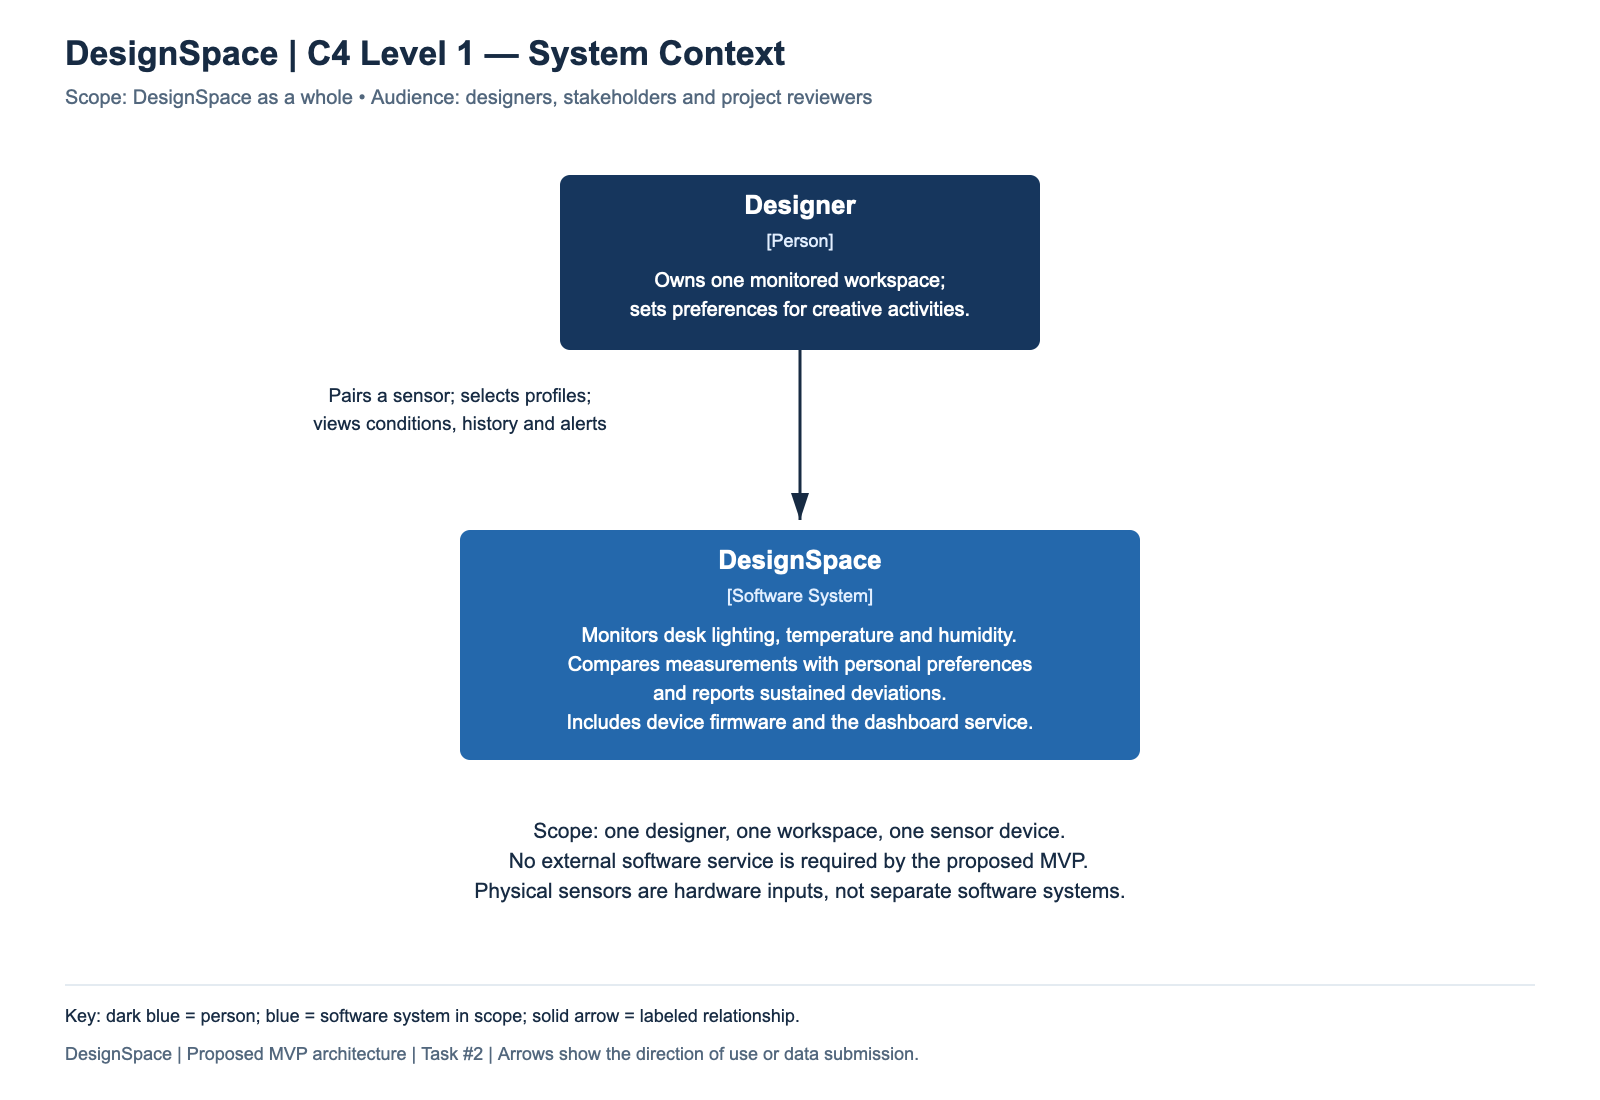 DesignSpace | C4 Level 1 — System Context
Scope: DesignSpace as a whole • Audience: designers, stakeholders and project reviewers
Designer
[Person]
Owns one monitored workspace;
sets preferences for creative activities.
Pairs a sensor; selects profiles;
views conditions, history and alerts
DesignSpace
[Software System]
Monitors desk lighting, temperature and humidity.
Compares measurements with personal preferences
and reports sustained deviations.
Includes device firmware and the dashboard service.
Scope: one designer, one workspace, one sensor device.
No external software service is required by the proposed MVP.
Physical sensors are hardware inputs, not separate software systems.
Key: dark blue = person; blue = software system in scope; solid arrow = labeled relationship.
DesignSpace | Proposed MVP architecture | Task #2 | Arrows show the direction of use or data submission.